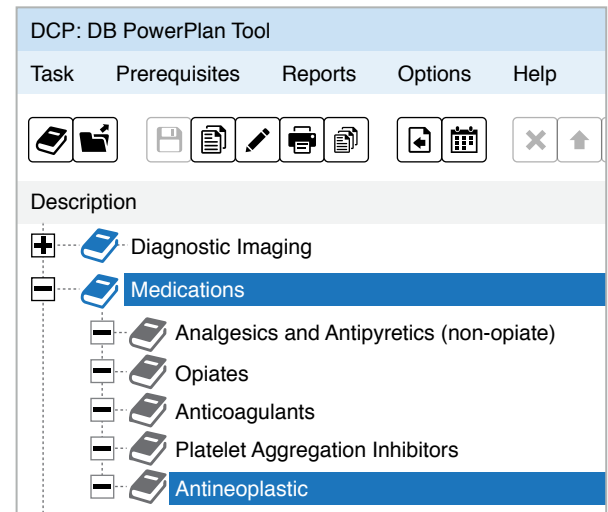 DCP: DB PowerPlan Tool
Task Prerequisites Reports Options Help
Description
Diagnostic Imaging
Medications
Analgesics and Antipyretics (non-opiate)
Opiates
Anticoagulants
Platelet Aggregation Inhibitors
Antineoplastic